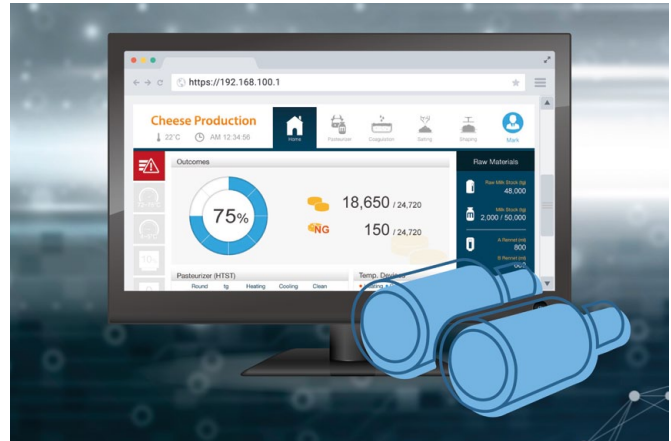 https://192.168.100.1
Cheese Production
22°C AM 12:34:56
Home
Pasteurizer
Coagulation
Salting
Shaping
Mark
Outcomes
75%
18,650 / 24,720
NG 150 / 24,720
Raw Materials
Raw Milk Stock (kg)
48,000
Milk Stock (kg)
2,000 / 50,000
A Rennet (ml)
800
B Rennet (ml)
Pasteurizer (HTST)
Round tg Heating Cooling Clean
Temp. Devices